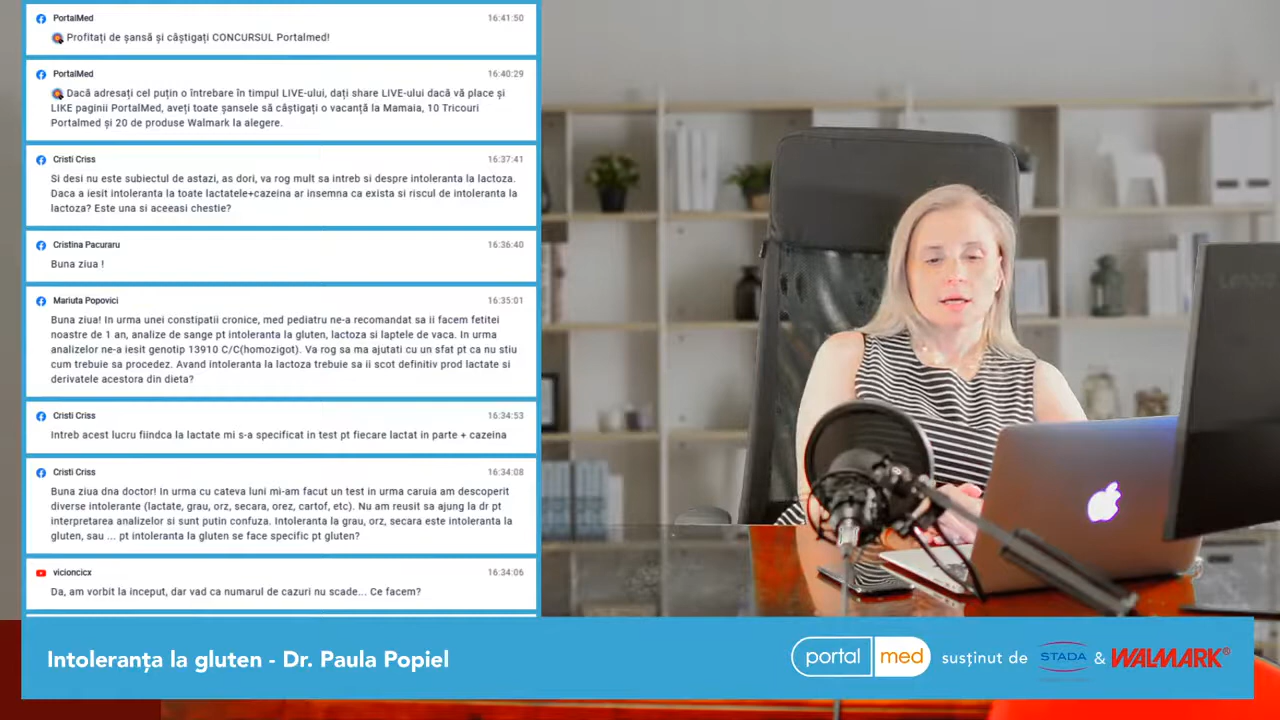 PortalMed 16:41:50
Profitați de șansă și câștigați CONCURSUL Portalmed!
PortalMed 16:40:29
Dacă adresați cel puțin o întrebare în timpul LIVE-ului, dați share LIVE-ului dacă vă place și
LIKE paginii PortalMed, aveți toate șansele să câștigați o vacanță la Mamaia, 10 Tricouri
Portalmed și 20 de produse Walmark la alegere.
Cristi Criss 16:37:41
Si desi nu este subiectul de astazi, as dori, va rog mult sa intreb si despre intoleranta la lactoza.
Daca a iesit intoleranta la toate lactatele+cazeina ar insemna ca exista si riscul de intoleranta la
lactoza? Este una si aceeasi chestie?
Cristina Pacuraru 16:36:40
Buna ziua !
Mariuta Popovici 16:35:01
Buna ziua! In urma unei constipatii cronice, med pediatru ne-a recomandat sa ii facem fetitei
noastre de 1 an, analize de sange pt intoleranta la gluten, lactoza si laptele de vaca. In urma
analizelor ne-a iesit genotip 13910 C/C(homozigot). Va rog sa ma ajutati cu un sfat pt ca nu stiu
cum trebuie sa procedez. Avand intoleranta la lactoza trebuie sa ii scot definitiv prod lactate si
derivatele acestora din dieta?
Cristi Criss 16:34:53
Intreb acest lucru fiindca la lactate mi s-a specificat in test pt fiecare lactat in parte + cazeina
Cristi Criss 16:34:08
Buna ziua dna doctor! In urma cu cateva luni mi-am facut un test in urma caruia am descoperit
diverse intolerante (lactate, grau, orz, secara, orez, cartof, etc). Nu am reusit sa ajung la dr pt
interpretarea analizelor si sunt putin confuza. Intoleranta la grau, orz, secara este intoleranta la
gluten, sau ... pt intoleranta la gluten se face specific pt gluten?
vicioncicx 16:34:06
Da, am vorbit la inceput, dar vad ca numarul de cazuri nu scade... Ce facem?
Intoleranța la gluten - Dr. Paula Popiel
portal med susținut de STADA & WALMARK®